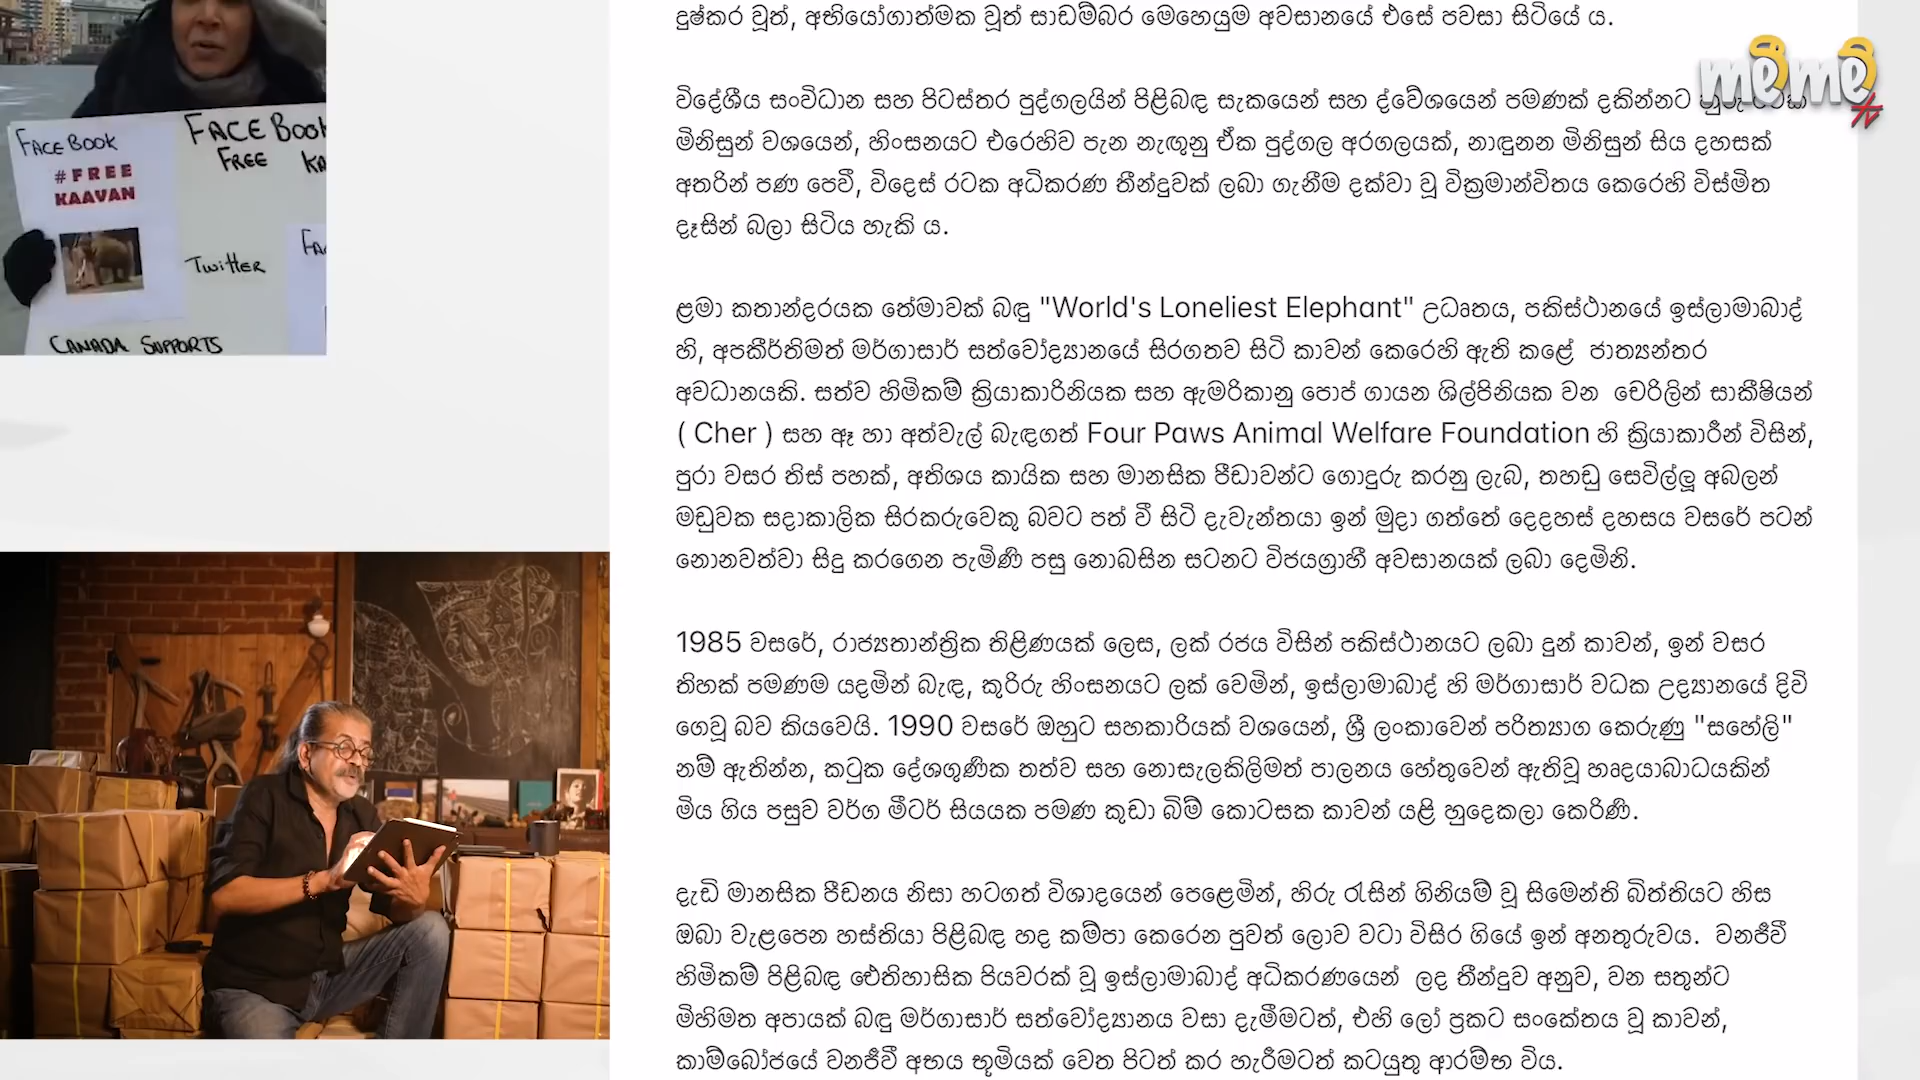 FACEBOOK
#FREE
KAAVAN
FACEBOOK
FREE
TWITTER
CANADA SUPPORTS
meme tv
දුෂ්කර වූත්, අභියෝගාත්මක වූත් සාඩම්බර මෙහෙයුම අවසානයේ එසේ පවසා සිටියේ ය.
විදේශීය සංවිධාන සහ පිටස්තර පුද්ගලයින් පිළිබඳ සැකයෙන් සහ ද්වේශයෙන් පමණක් දකින්නට
මිනිසුන් වශයෙන්, හිංසනයට එරෙහිව පැන නැඟුනු ඒක පුද්ගල අරගලයක්, නාඳුනන මිනිසුන් සිය දහසක්
අතරින් පණ පෙවී, විදෙස් රටක අධිකරණ තීන්දුවක් ලබා ගැනීම දක්වා වූ වික්‍රමාන්විතය කෙරෙහි විස්මිත
දෑසින් බලා සිටිය හැකි ය.
ළමා කතාන්දරයක තේමාවක් බඳු "World's Loneliest Elephant" උධෘතය, පකිස්ථානයේ ඉස්ලාමාබාද්
හි, අපකීර්තිමත් මර්ගාසාර් සත්වෝද්‍යානයේ සිරගතව සිටි කාවන් කෙරෙහි ඇති කළේ ජාත්‍යන්තර
අවධානයකි. සත්ව හිමිකම් ක්‍රියාකාරිනියක සහ ඇමරිකානු පොප් ගායන ශිල්පිනියක වන චෙරිලින් සාකීෂියන්
( Cher ) සහ ඈ හා අත්වැල් බැඳගත් Four Paws Animal Welfare Foundation හි ක්‍රියාකාරීන් විසින්,
පුරා වසර තිස් පහක්, අතිශය කායික සහ මානසික පීඩාවන්ට ගොදුරු කරනු ලැබ, තහඩු සෙවිල්ලූ අබලන්
මඩුවක සදාකාලික සිරකරුවෙකු බවට පත් වී සිටි දැවැන්තයා ඉන් මුදා ගත්තේ දෙදහස් දහසය වසරේ පටන්
නොනවත්වා සිදු කරගෙන පැමිණි පසු නොබසින සටනට විජයග්‍රාහී අවසානයක් ලබා දෙමිනි.
1985 වසරේ, රාජ්‍යතාන්ත්‍රික තිළිණයක් ලෙස, ලක් රජය විසින් පකිස්ථානයට ලබා දුන් කාවන්, ඉන් වසර
තිහක් පමණම යදමින් බැඳ, කුරිරු හිංසනයට ලක් වෙමින්, ඉස්ලාමාබාද් හි මර්ගාසාර් වධක උද්‍යානයේ දිවි
ගෙවූ බව කියවෙයි. 1990 වසරේ ඔහුට සහකාරියක් වශයෙන්, ශ්‍රී ලංකාවෙන් පරිත්‍යාග කෙරුණු "සහේලි"
නම් ඇතින්න, කටුක දේශගුණික තත්ව සහ නොසැලකිලිමත් පාලනය හේතුවෙන් ඇතිවූ හෘදයාබාධයකින්
මිය ගිය පසුව වර්ග මීටර් සියයක පමණ කුඩා බිම් කොටසක කාවන් යළි හුදෙකලා කෙරිණි.
දැඩි මානසික පීඩනය නිසා හටගත් විශාදයෙන් පෙළෙමින්, හිරු රැසින් ගිනියම් වූ සිමෙන්ති බිත්තියට හිස
ඔබා වැළපෙන හස්තියා පිළිබඳ හද කම්පා කෙරෙන පුවත් ලොව වටා විසිර ගියේ ඉන් අනතුරුවය. වනජීවී
හිමිකම් පිළිබඳ ඓතිහාසික පියවරක් වූ ඉස්ලාමාබාද් අධිකරණයෙන් ලද තීන්දුව අනුව, වන සතුන්ට
මිහිමත අපායක් බඳු මර්ගාසාර් සත්වෝද්‍යානය වසා දැමීමටත්, එහි ලෝ ප්‍රකට සංකේතය වූ කාවන්,
කාම්බෝජයේ වනජීවී අභය භූමියක් වෙත පිටත් කර හැරීමටත් කටයුතු ආරම්භ විය.